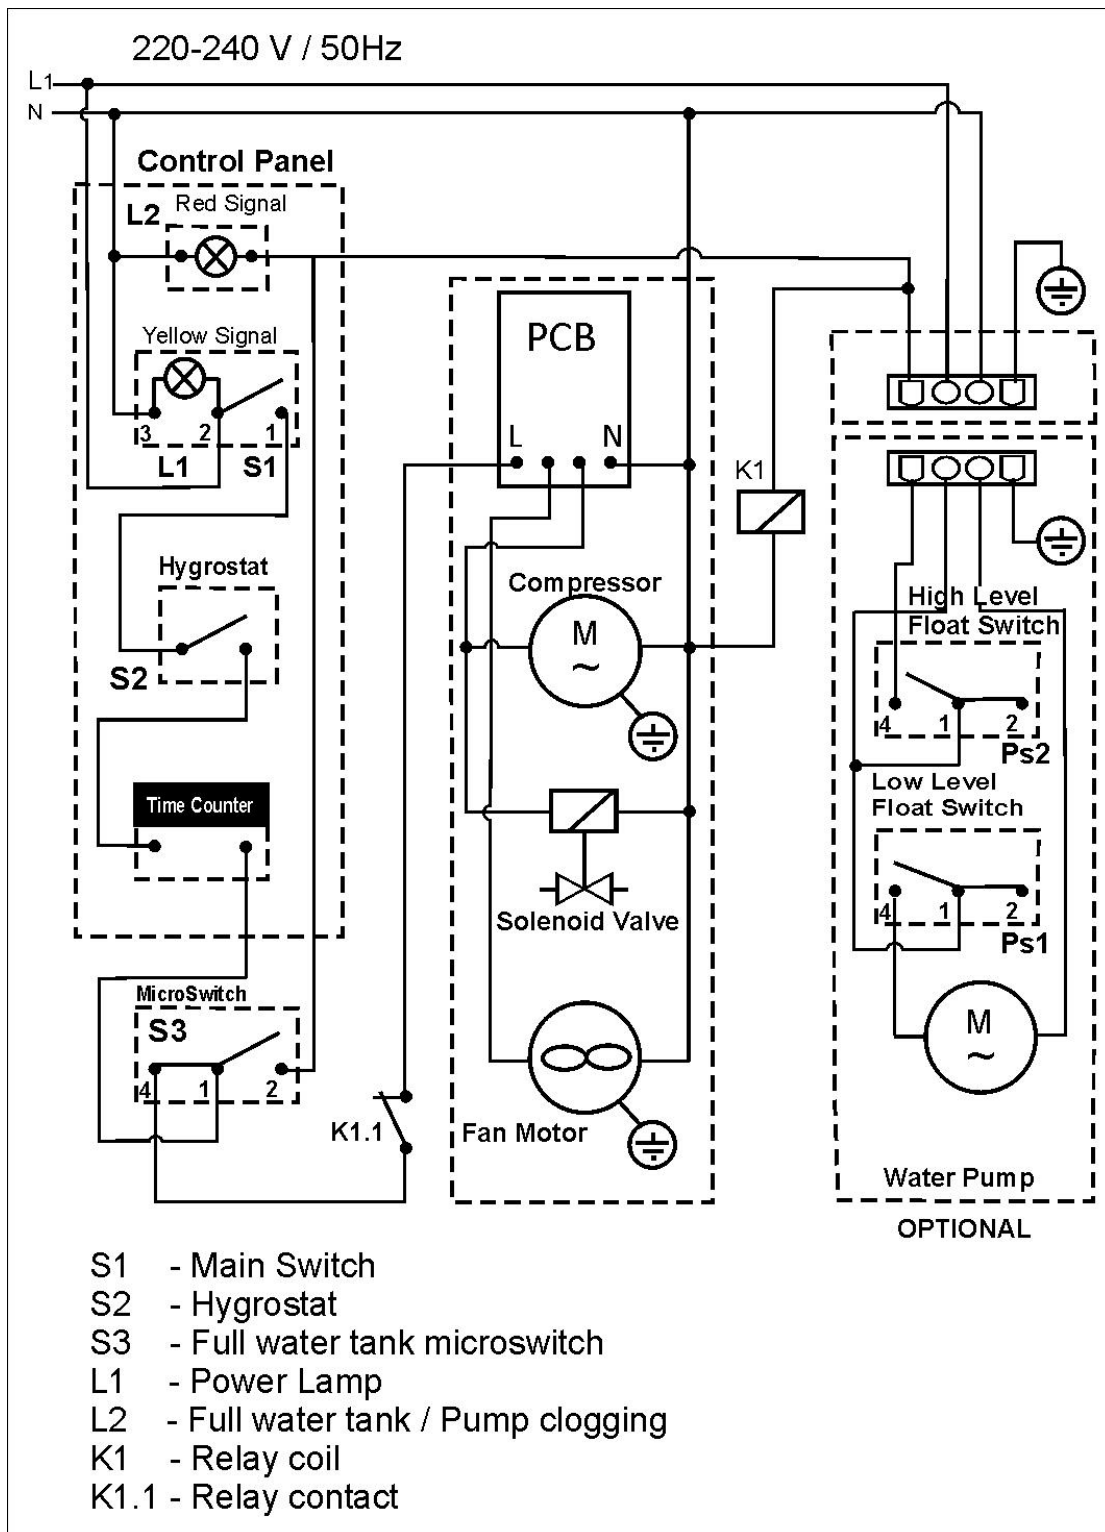 220-240 V / 50Hz
L1
N
Control Panel
Red Signal
L2
Yellow Signal
3 2 1
L1 S1
Hygrostat
S2
Time Counter
MicroSwitch
S3
4 1 2
K1.1
PCB
L N
Compressor
M
~
Solenoid Valve
Fan Motor
K1
High Level
Float Switch
4 1 2
Ps2
Low Level
Float Switch
4 1 2
Ps1
M
~
Water Pump
OPTIONAL
S1 - Main Switch
S2 - Hygrostat
S3 - Full water tank microswitch
L1 - Power Lamp
L2 - Full water tank / Pump clogging
K1 - Relay coil
K1.1 - Relay contact